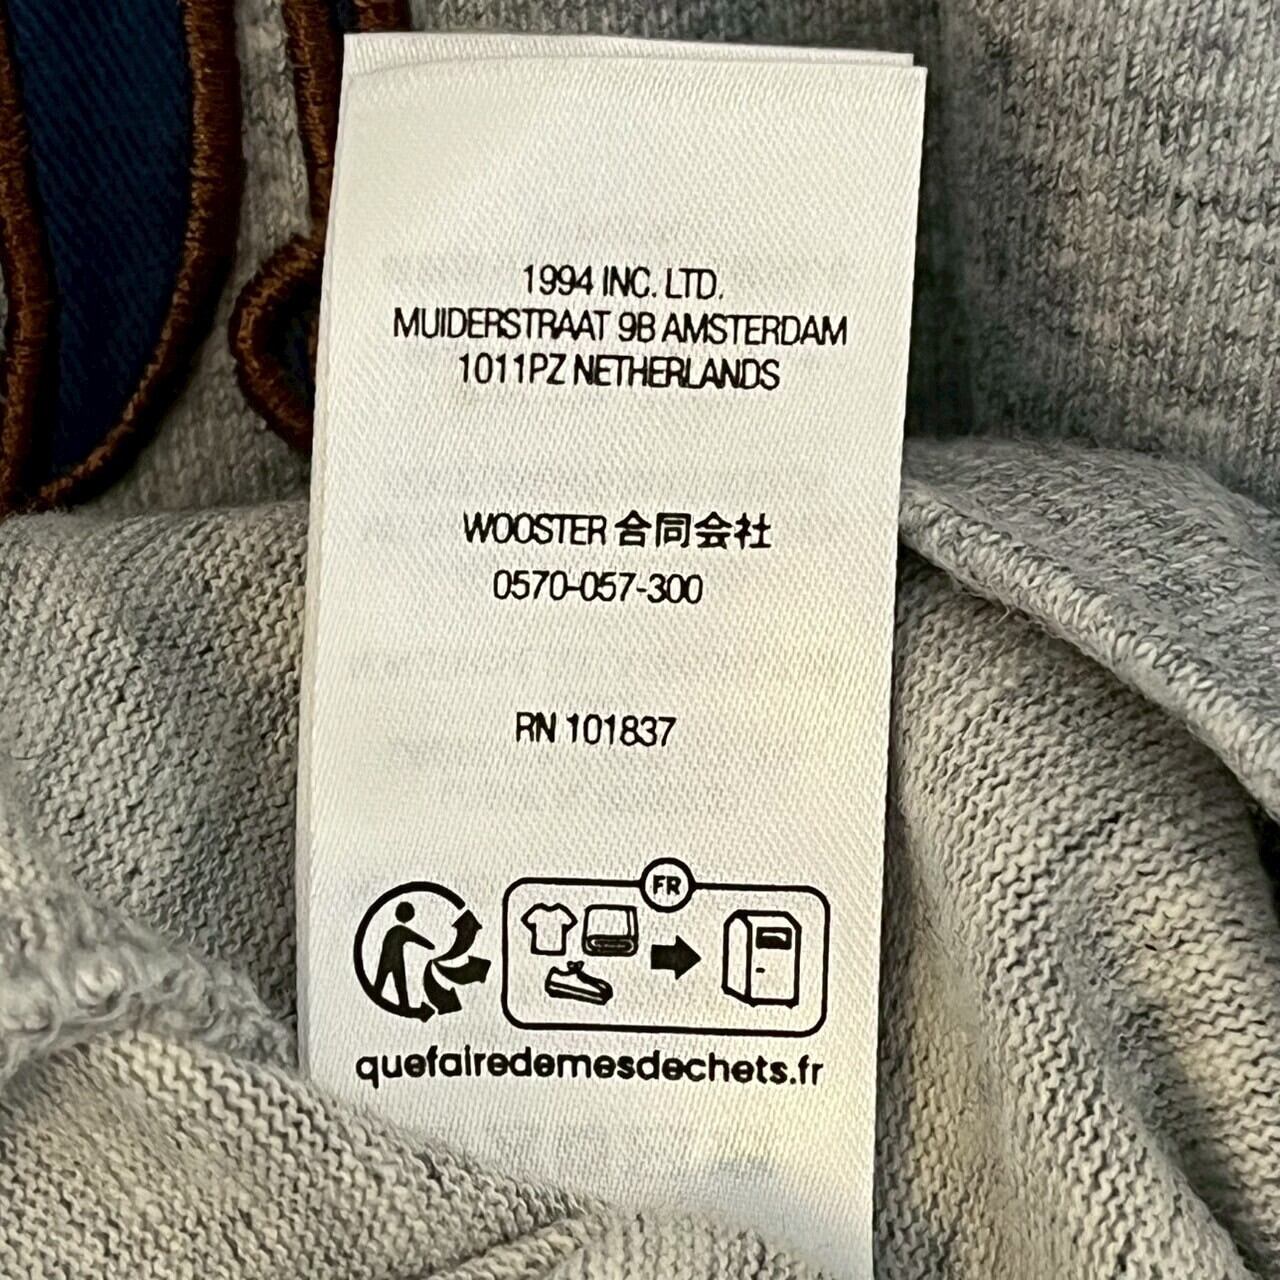 1994 INC. LTD.
MUIDERSTRAAT 9B AMSTERDAM
1011PZ NETHERLANDS
WOOSTER 合同会社
0570-057-300
RN 101837
FR
quefairedemesdechets.fr